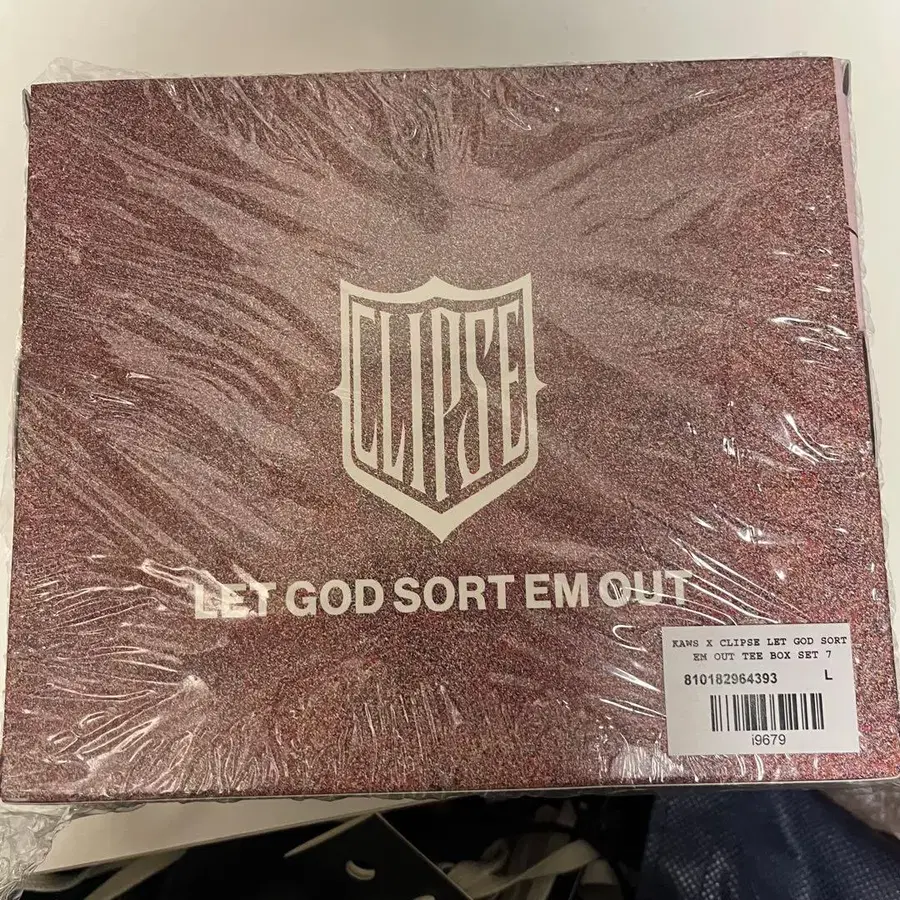 CLIPSE
LET GOD SORT EM OUT
KAWS X CLIPSE LET GOD SORT
EM OUT TEE BOX SET 7
810182964393 L
i9679